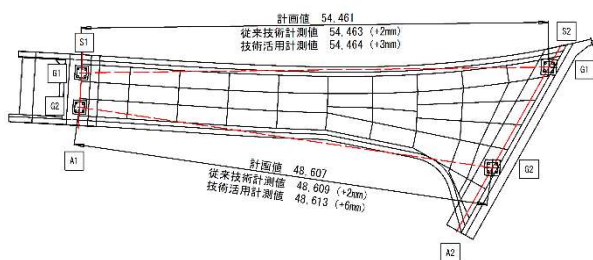 計画値 54,461
従来技術計測値 54,463 (+2mm)
技術活用計測値 54,464 (+3mm)
S1
S2
G1
G1
G2
G2
A1
計画値 48,607
従来技術計測値 48,609 (+2mm)
技術活用計測値 48,613 (+6mm)
A2